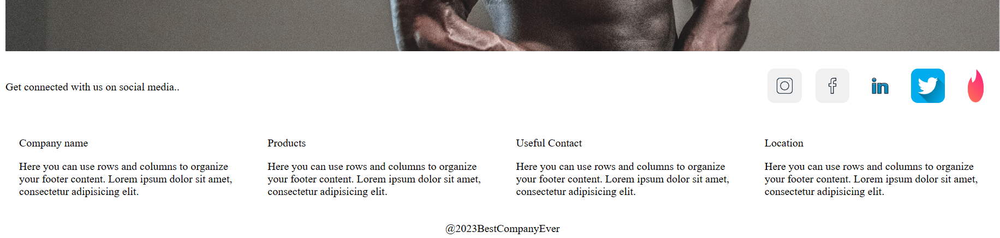 Get connected with us on social media..
in
Company name
Here you can use rows and columns to organize
your footer content. Lorem ipsum dolor sit amet,
consectetur adipisicing elit.
Products
Here you can use rows and columns to organize
your footer content. Lorem ipsum dolor sit amet,
consectetur adipisicing elit.
Useful Contact
Here you can use rows and columns to organize
your footer content. Lorem ipsum dolor sit amet,
consectetur adipisicing elit.
Location
Here you can use rows and columns to organize
your footer content. Lorem ipsum dolor sit amet,
consectetur adipisicing elit.
@2023BestCompanyEver